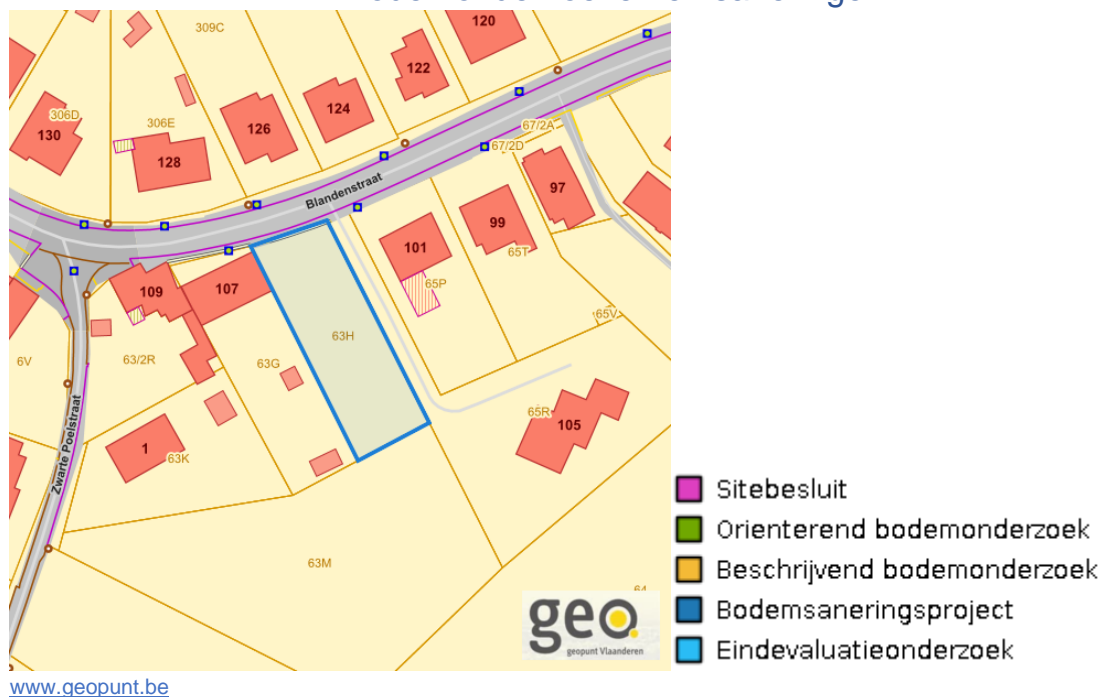 309C
120
122
124
126
306D
130
306E
128
67/2A
67/2D
Blandenstraat
97
99
65T
101
65P
65V
109
107
63H
6V
63/2R
63G
65R
105
1
63K
Zwarte Poelstraat
63M
geo.
geopunt Vlaanderen
Sitebesluit
Orienterend bodemonderzoek
Beschrijvend bodemonderzoek
Bodemsaneringsproject
Eindevaluatieonderzoek
www.geopunt.be